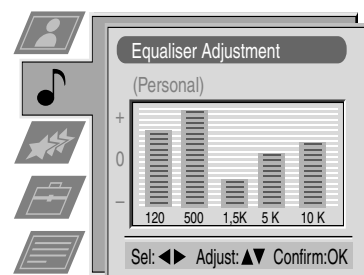 Equaliser Adjustment
(Personal)
+
0
–
120 500 1,5K 5 K 10 K
Sel: ◀▶ Adjust:▲▼ Confirm:OK